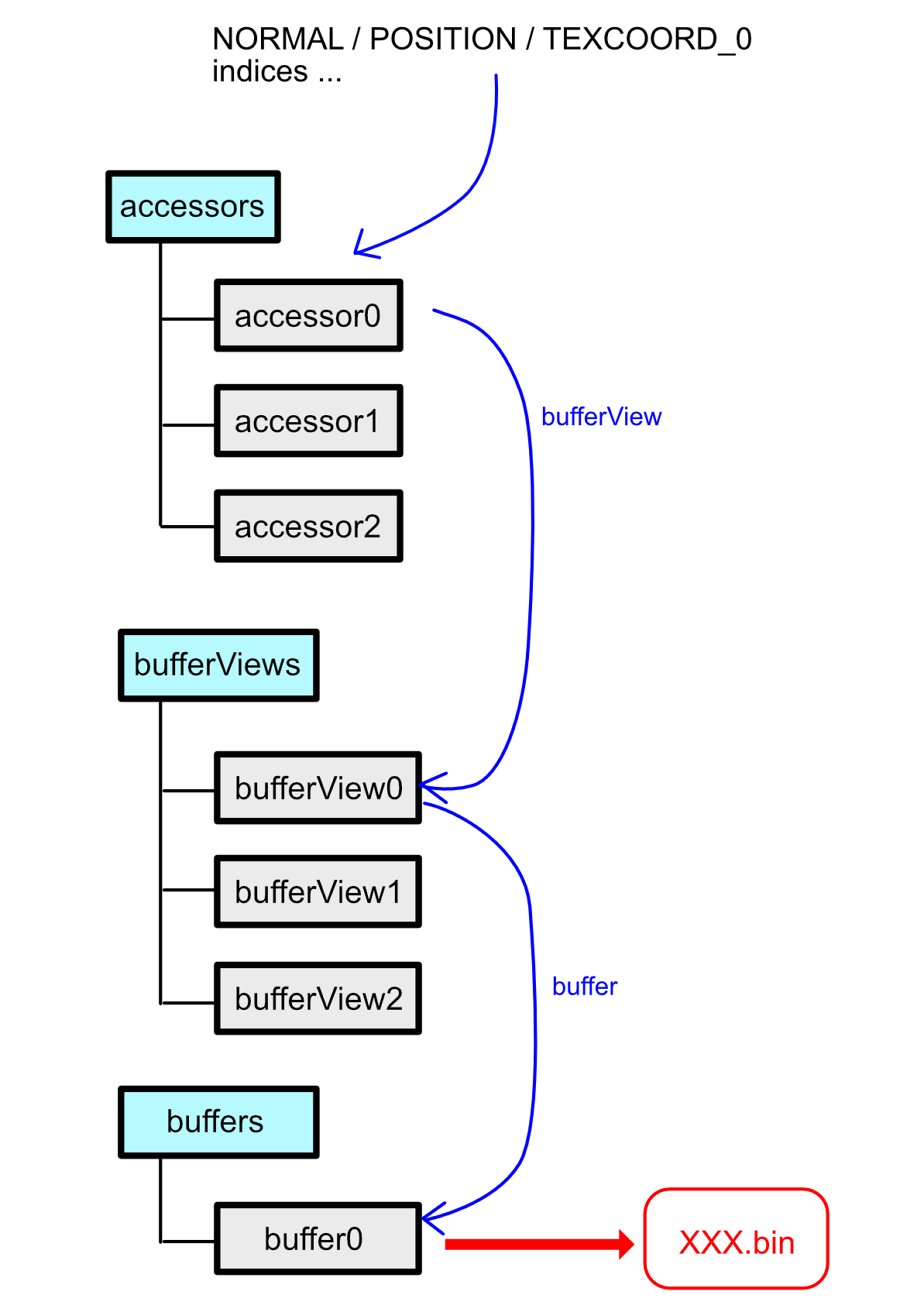 NORMAL / POSITION / TEXCOORD_0
indices ...
accessors
accessor0
bufferView
accessor1
accessor2
bufferViews
bufferView0
bufferView1
bufferView2
buffer
buffers
buffer0
XXX.bin